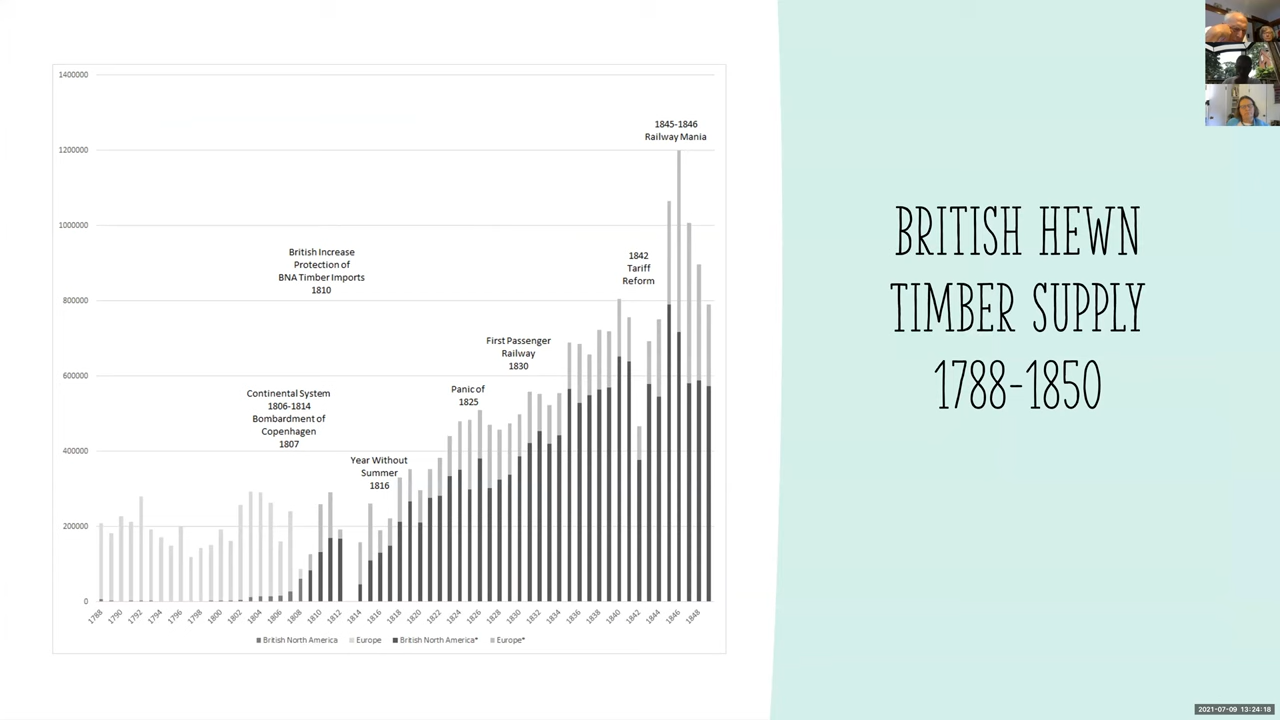 1400000
1200000
1000000
800000
600000
400000
200000
0
1845-1846
Railway Mania
British Increase
Protection of
BNA Timber Imports
1810
1842
Tariff
Reform
First Passenger
Railway
1830
Panic of
1825
Continental System
1806-1814
Bombardment of
Copenhagen
1807
Year Without
Summer
1816
1788 1790 1792 1794 1796 1798 1800 1802 1804 1806 1808 1810 1812 1814 1816 1818 1820 1822 1824 1826 1828 1830 1832 1834 1836 1838 1840 1842 1844 1846 1848
British North America Europe British North America* Europe*
BRITISH HEWN
TIMBER SUPPLY
1788-1850
2021-07-09 13:24:18